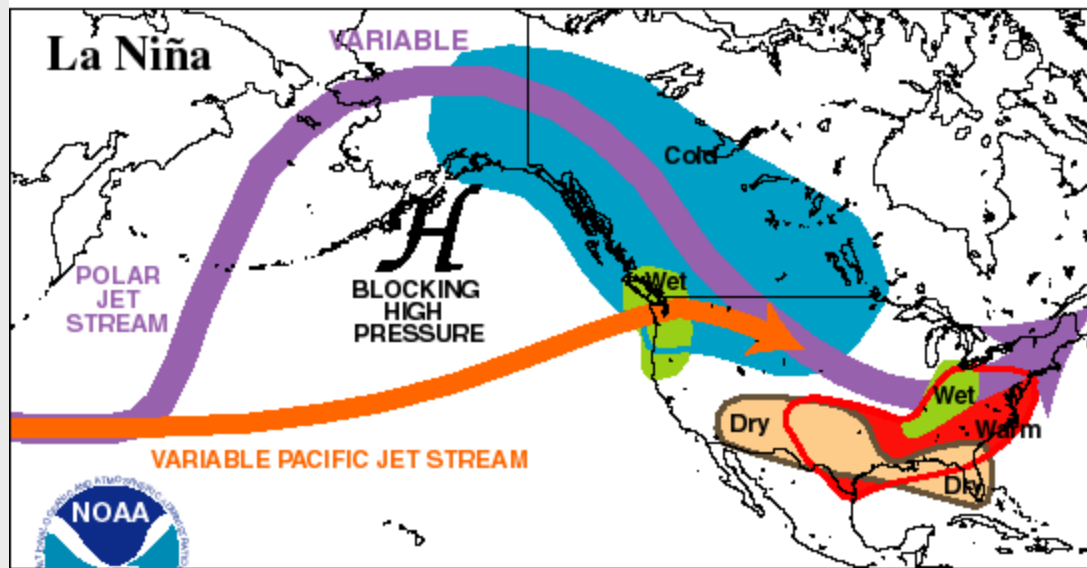 La Niña
VARIABLE
Cold
POLAR
JET
STREAM
H
BLOCKING
HIGH
PRESSURE
Wet
Wet
Dry
Warm
Dry
VARIABLE PACIFIC JET STREAM
NOAA